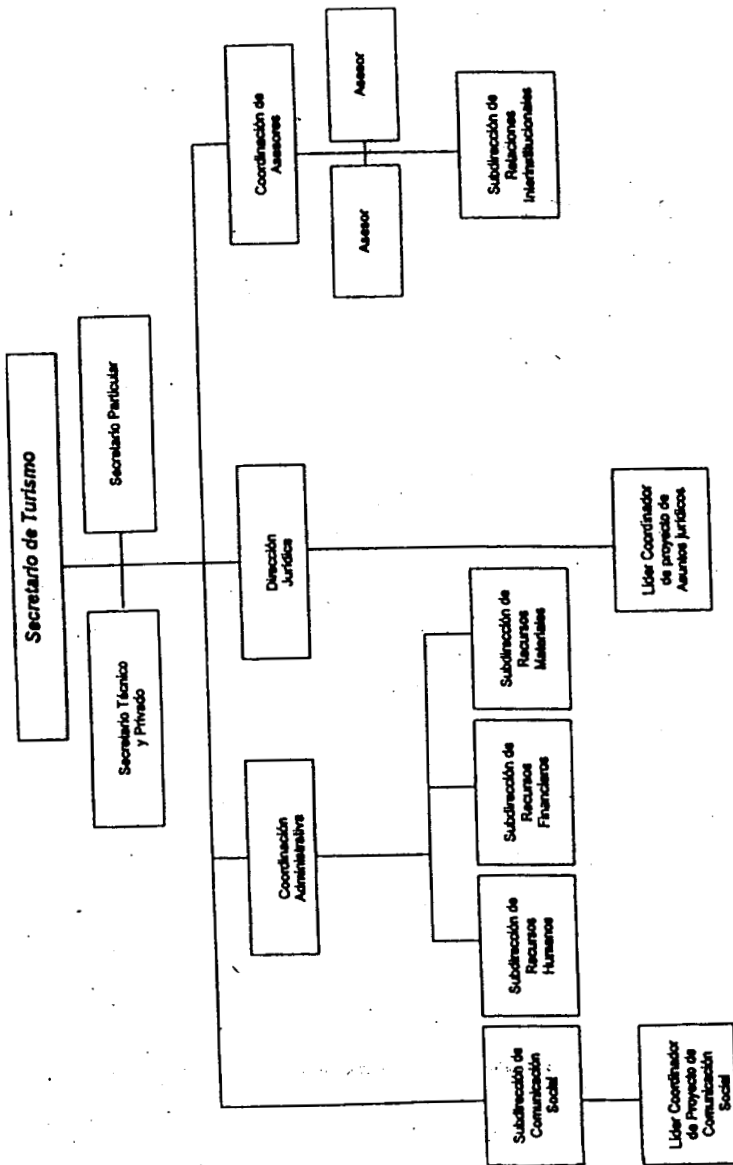 Secretario de Turismo
Secretario Técnico
y Privado
Secretario Particular
Coordinación
Administrativa
Dirección
Jurídica
Coordinación de
Asesores
Asesor
Asesor
Subdirección de
Comunicación
Social
Subdirección de
Recursos
Humanos
Subdirección de
Recursos
Financieros
Subdirección de
Recursos
Materiales
Subdirección de
Relaciones
Interinstitucionales
Líder Coordinador
de Proyecto de
Comunicación
Social
Líder Coordinador
de proyecto de
Asuntos jurídicos